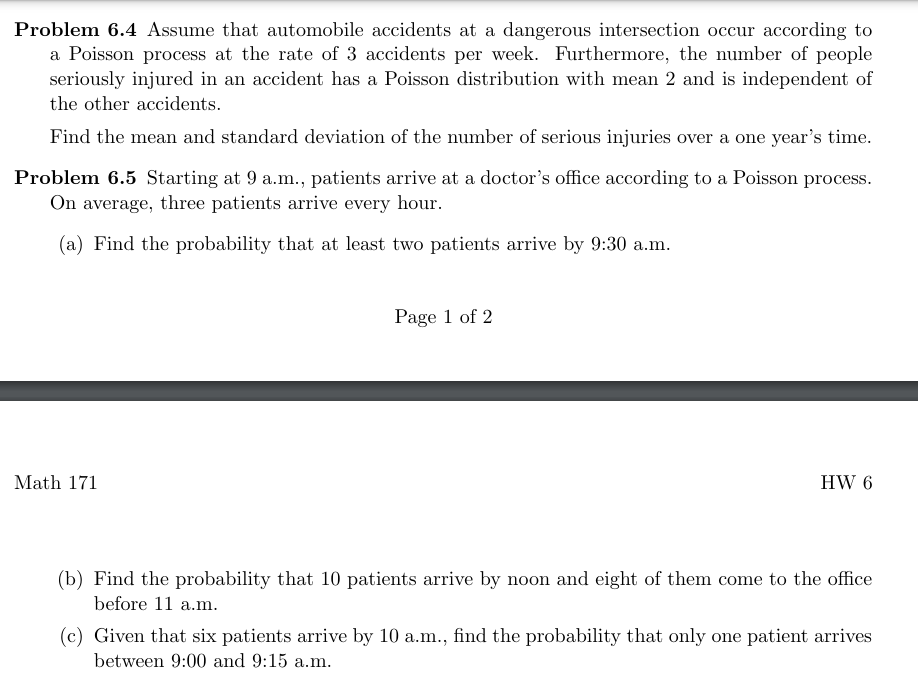 Problem 6.4 Assume that automobile accidents at a dangerous intersection occur according to
a Poisson process at the rate of 3 accidents per week. Furthermore, the number of people
seriously injured in an accident has a Poisson distribution with mean 2 and is independent of
the other accidents.
Find the mean and standard deviation of the number of serious injuries over a one year's time.
Problem 6.5 Starting at 9 a.m., patients arrive at a doctor's office according to a Poisson process.
On average, three patients arrive every hour.
(a) Find the probability that at least two patients arrive by 9:30 a.m.
Page 1 of 2
Math 171 HW 6
(b) Find the probability that 10 patients arrive by noon and eight of them come to the office
before 11 a.m.
(c) Given that six patients arrive by 10 a.m., find the probability that only one patient arrives
between 9:00 and 9:15 a.m.